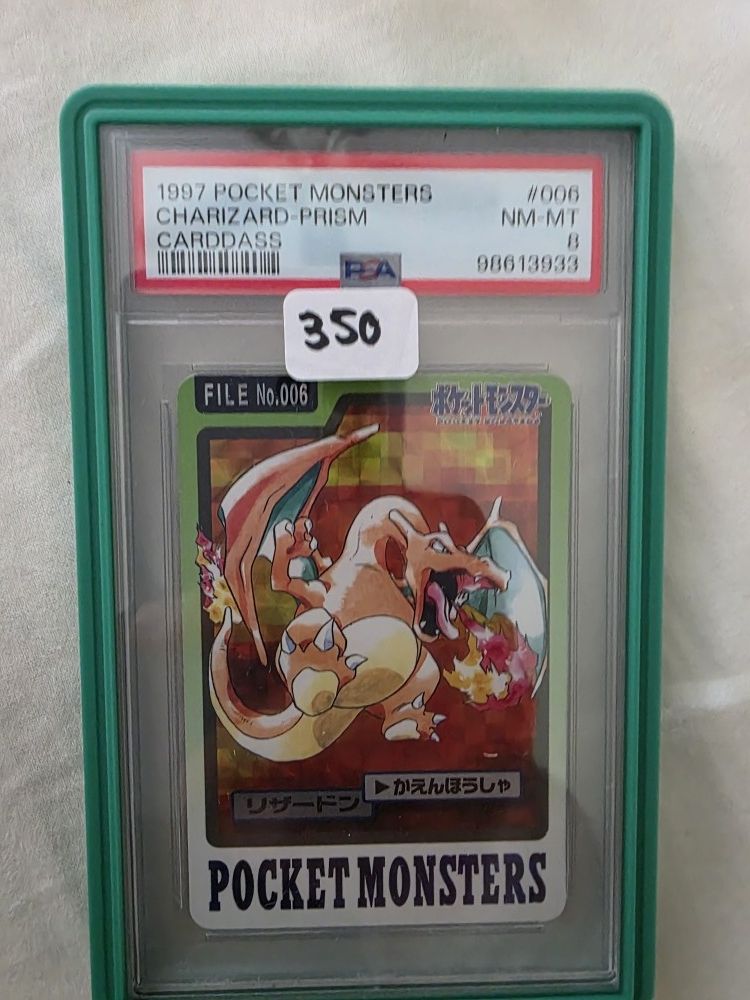 1997 POCKET MONSTERS #006
CHARIZARD-PRISM NM-MT
CARDDASS 8
PSA 98613933
350
FILE No.006 ポケットモンスター
リザードン ▶かえんほうしゃ
POCKET MONSTERS